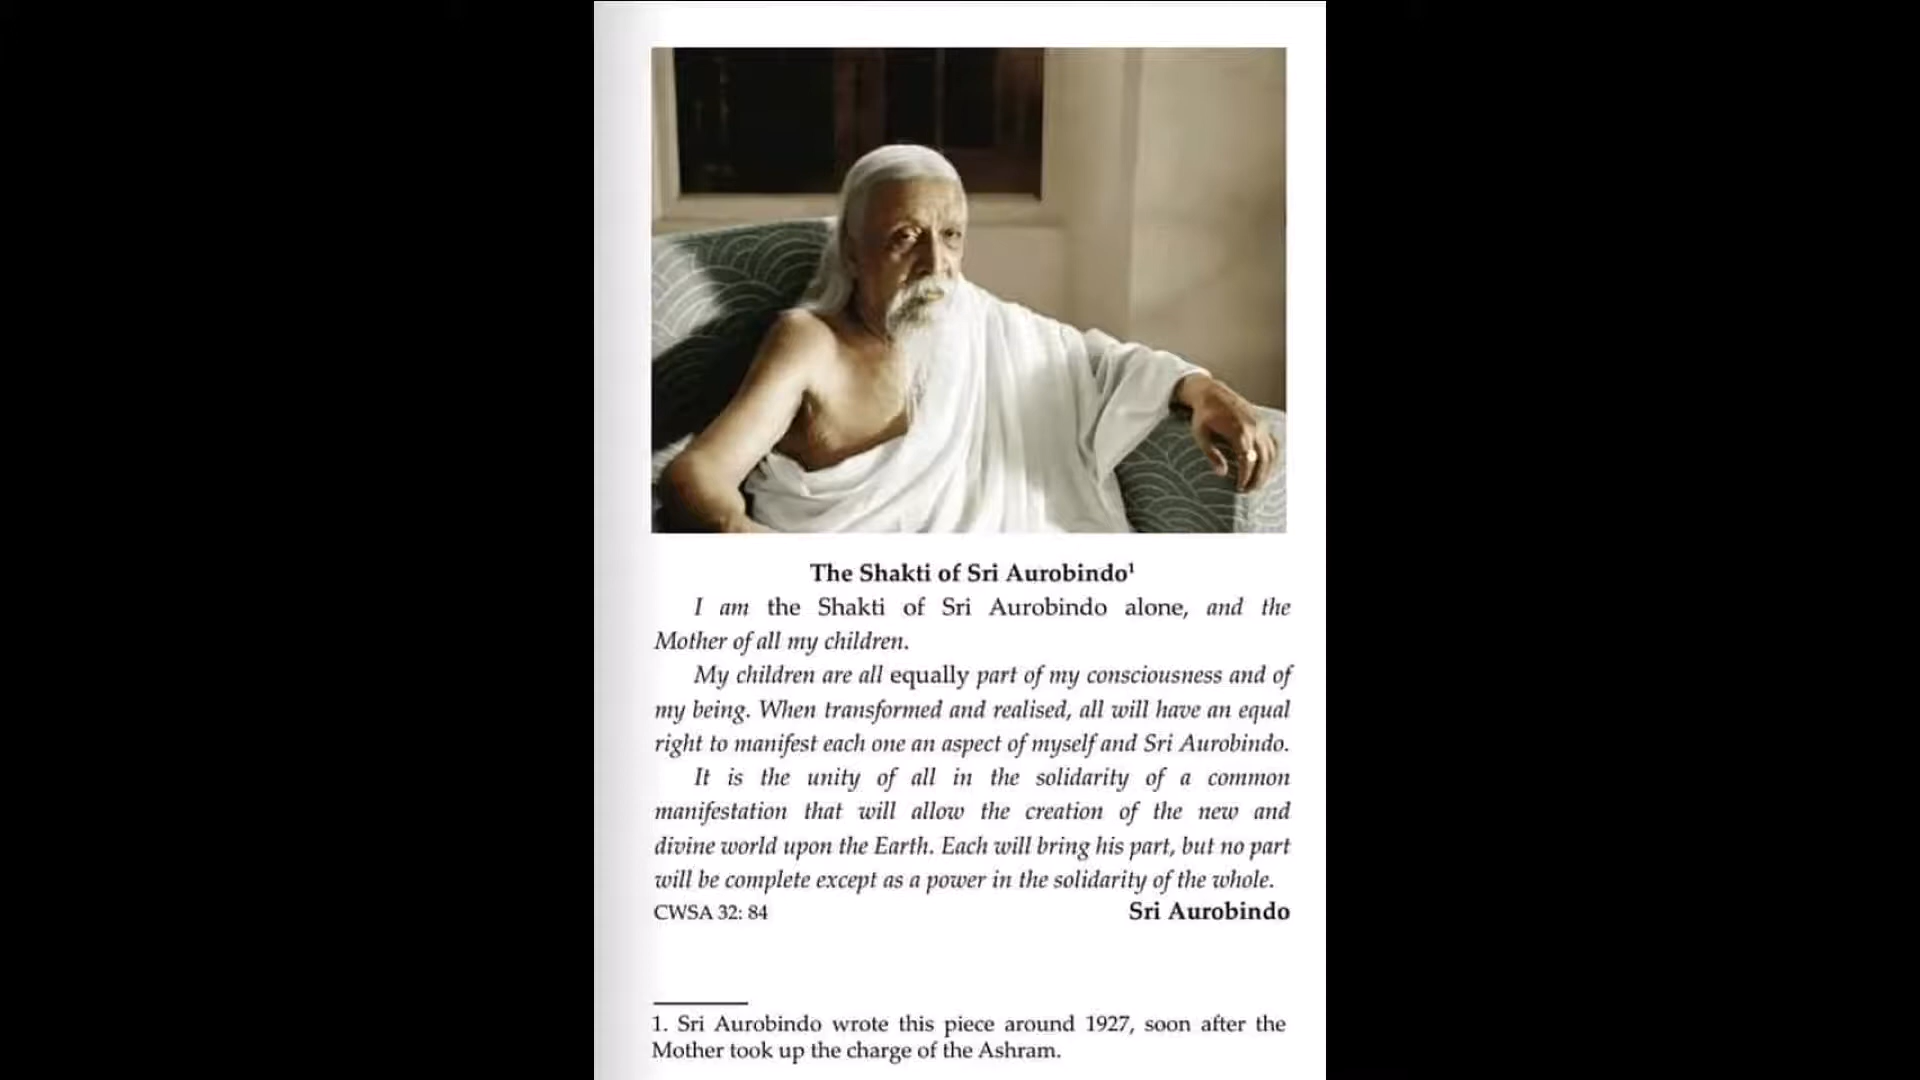 The Shakti of Sri Aurobindo¹
I am the Shakti of Sri Aurobindo alone, and the
Mother of all my children.
My children are all equally part of my consciousness and of
my being. When transformed and realised, all will have an equal
right to manifest each one an aspect of myself and Sri Aurobindo.
It is the unity of all in the solidarity of a common
manifestation that will allow the creation of the new and
divine world upon the Earth. Each will bring his part, but no part
will be complete except as a power in the solidarity of the whole.
CWSA 32: 84 Sri Aurobindo
1. Sri Aurobindo wrote this piece around 1927, soon after the
Mother took up the charge of the Ashram.